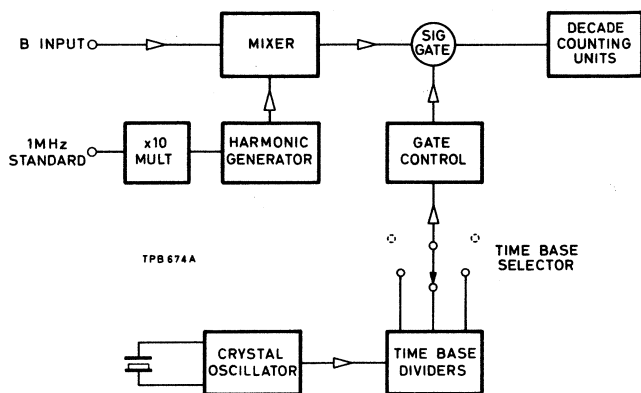 B INPUT
MIXER
SIG
GATE
DECADE
COUNTING
UNITS
1MHz
STANDARD
x10
MULT
HARMONIC
GENERATOR
GATE
CONTROL
TPB 674A
TIME BASE
SELECTOR
CRYSTAL
OSCILLATOR
TIME BASE
DIVIDERS